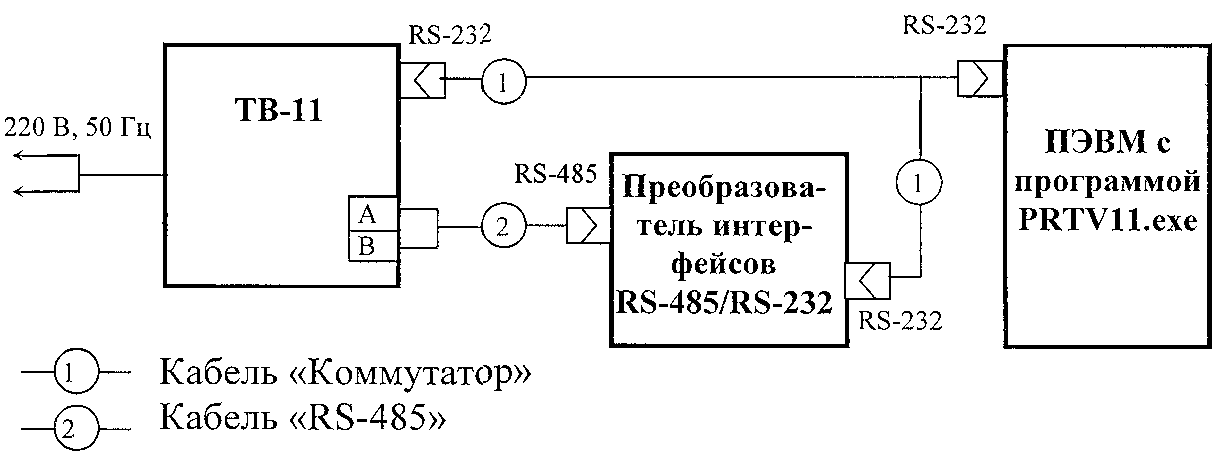 RS-232
RS-232
ТВ-11
1
220 В, 50 Гц
ПЭВМ с
программой
PRTV11.exe
RS-485
Преобразова-
тель интер-
фейсов
RS-485/RS-232
1
А
В
2
RS-232
1 Кабель «Коммутатор»
2 Кабель «RS-485»